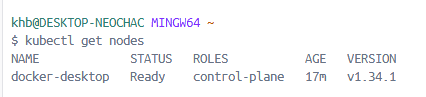 khb@DESKTOP-NEOCHAC MINGW64 ~
$ kubectl get nodes
NAME             STATUS   ROLES           AGE   VERSION
docker-desktop   Ready    control-plane   17m   v1.34.1